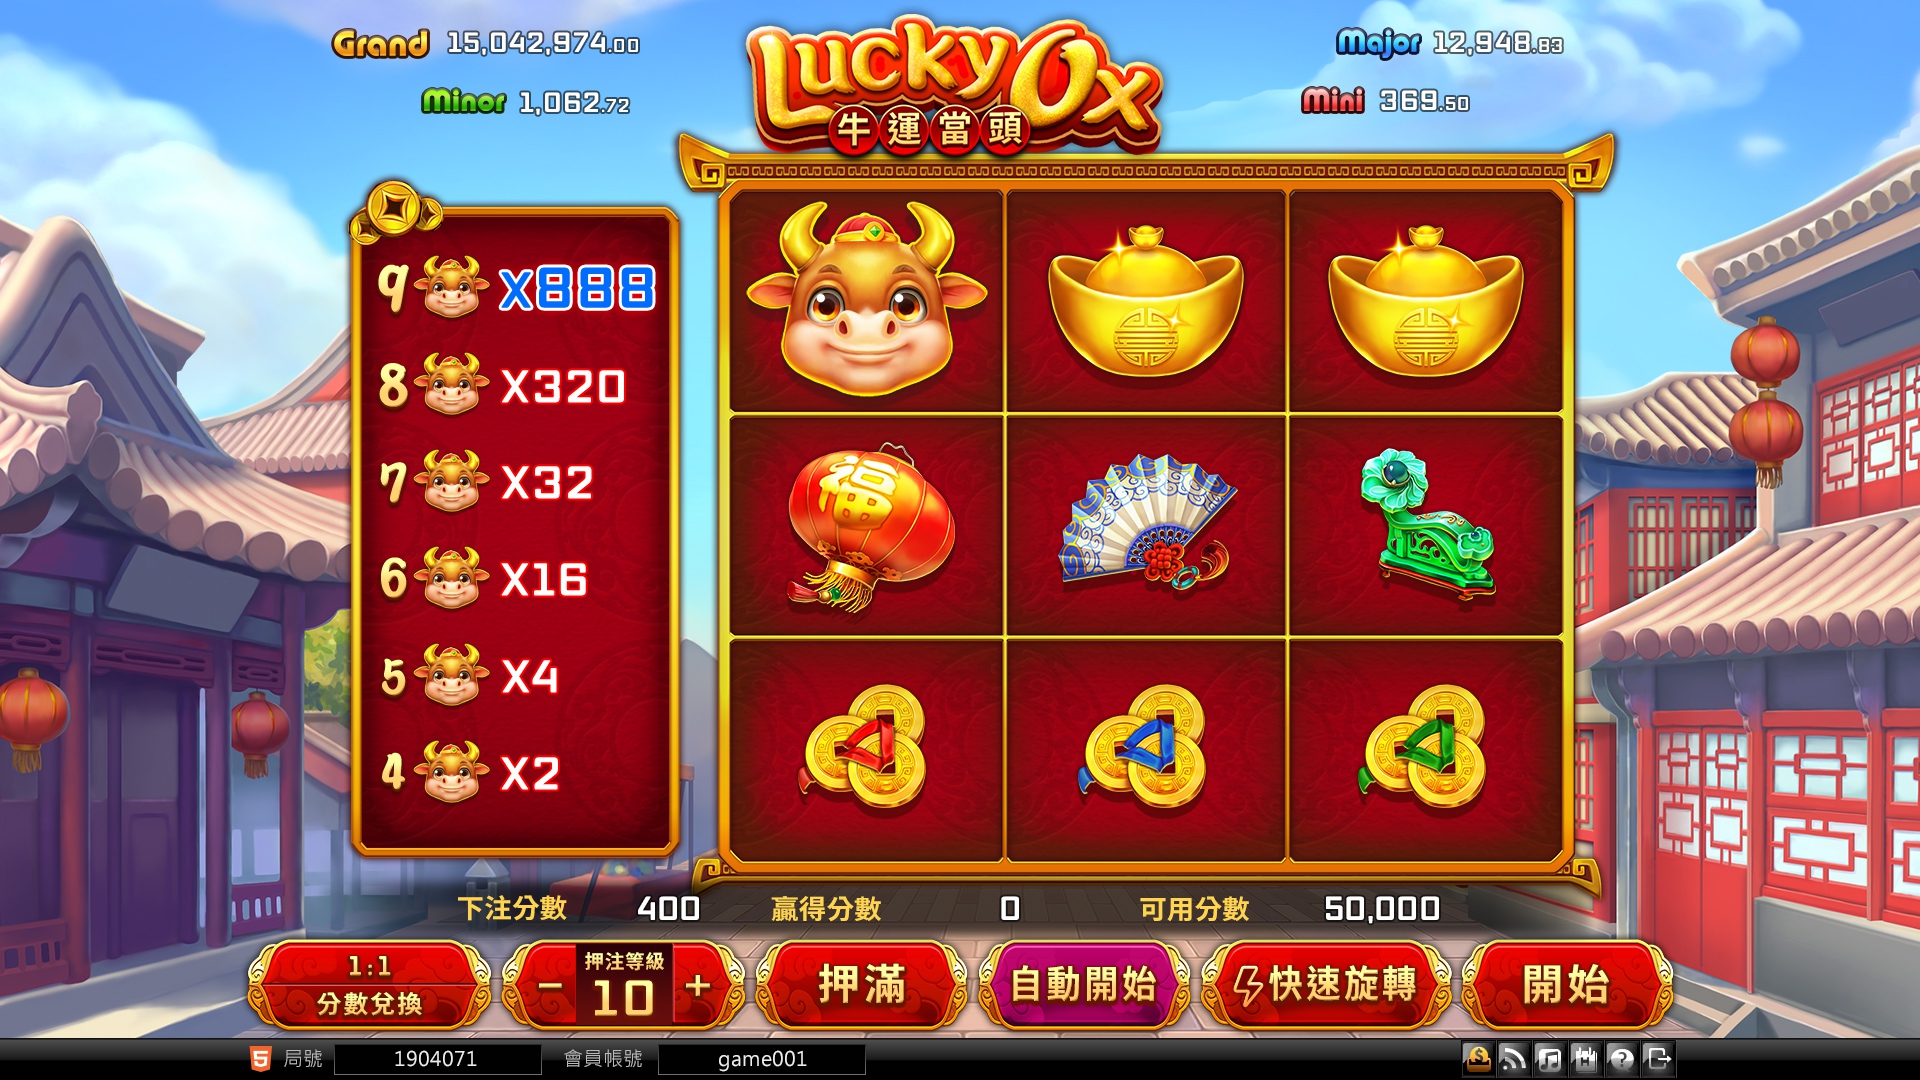 Grand 15,042,974.00
Minor 1,062.72
Lucky Ox
牛運當頭
Major 12,948.83
Mini 369.50
9 X888
8 X320
7 X32
6 X16
5 X4
4 X2
福
下注分數 400 贏得分數 0 可用分數 50,000
1:1
分數兌換
押注等級
- 10 +
押滿
自動開始
快速旋轉
開始
局號 1904071 會員帳號 game001